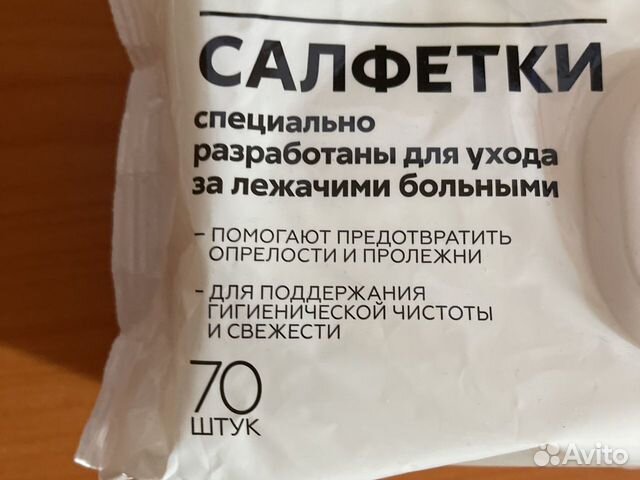 САЛФЕТКИ
специально
разработаны для ухода
за лежачими больными
- ПОМОГАЮТ ПРЕДОТВРАТИТЬ
ОПРЕЛОСТИ И ПРОЛЕЖНИ
- ДЛЯ ПОДДЕРЖАНИЯ
ГИГИЕНИЧЕСКОЙ ЧИСТОТЫ
И СВЕЖЕСТИ
70
ШТУК
Avito